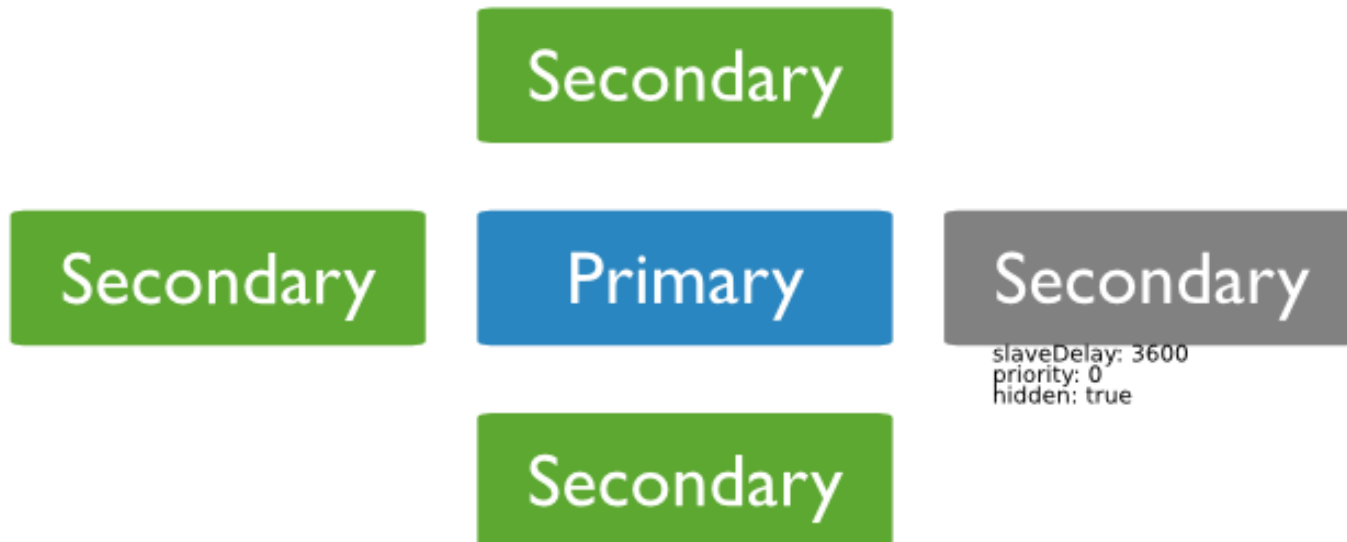 Secondary
Secondary
Primary
Secondary
slaveDelay: 3600
priority: 0
hidden: true
Secondary